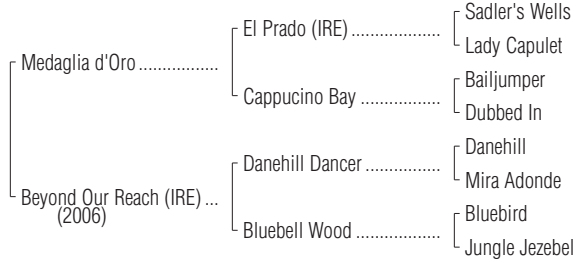 Sadler's Wells
El Prado (IRE) ...................
Lady Capulet
Medaglia d'Oro .................
Bailjumper
Cappucino Bay .................
Dubbed In
Danehill
Danehill Dancer ................
Mira Adonde
Beyond Our Reach (IRE) ...
(2006)
Bluebird
Bluebell Wood ..................
Jungle Jezebel